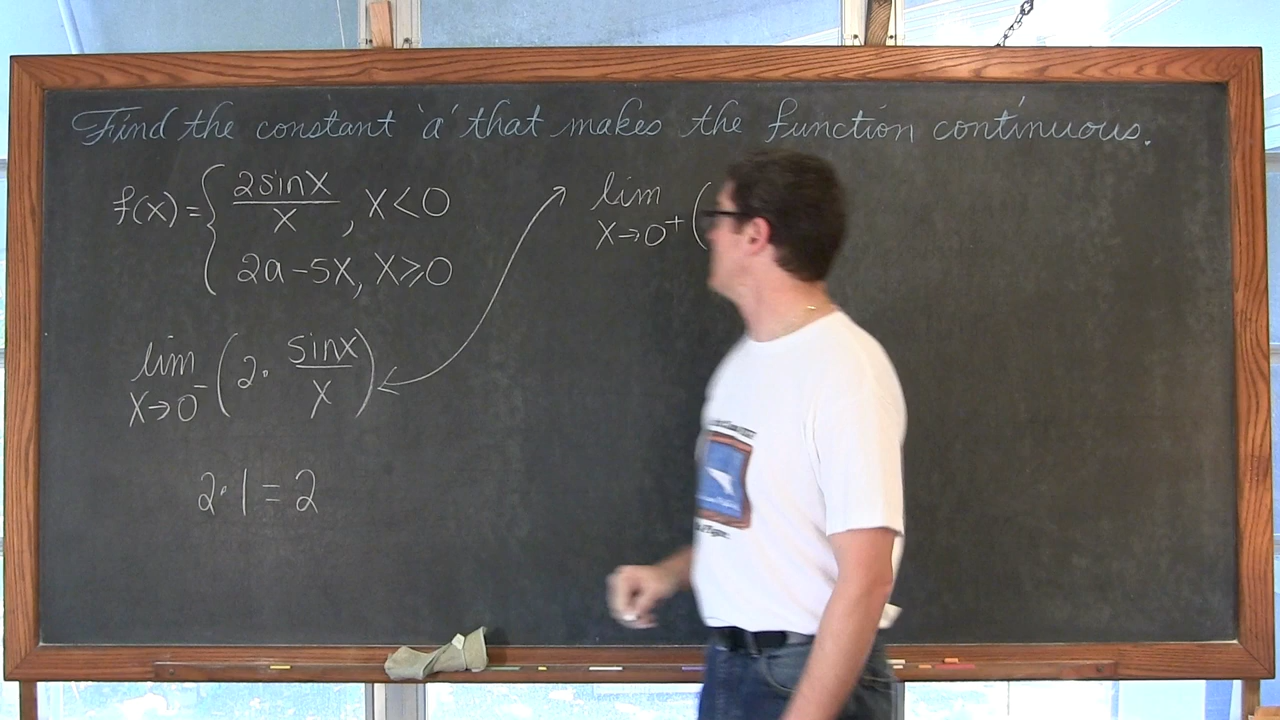 Find the constant 'a' that makes the function continuous.
f(x) = { 2sinx/x , x<0
2a-5x, x≥0
lim x→0⁻ (2· sinx/x)
2·1=2
lim x→0⁺ (